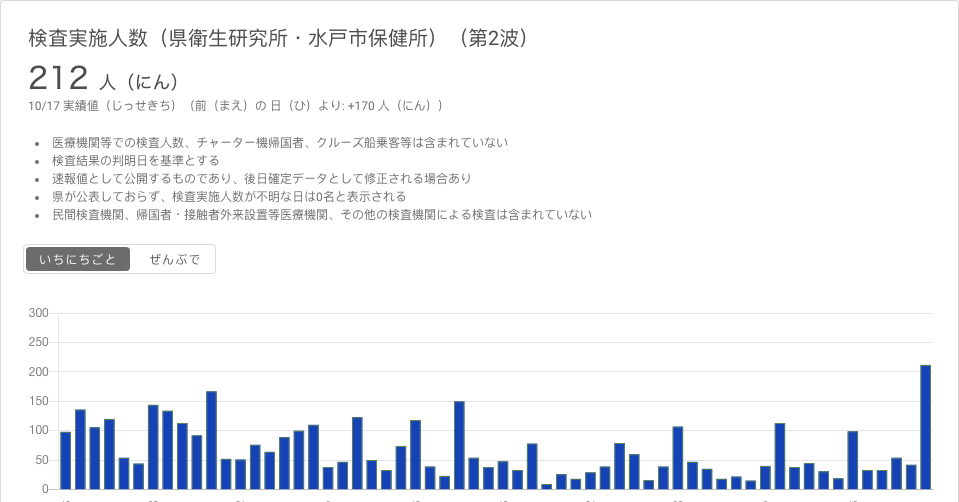 検査実施人数（県衛生研究所・水戸市保健所）（第2波）
212 人（にん）
10/17 実績値（じっせきち）（前（まえ）の 日（ひ）より: +170 人（にん））
• 医療機関等での検査人数、チャーター機帰国者、クルーズ船乗客等は含まれていない
• 検査結果の判明日を基準とする
• 速報値として公開するものであり、後日確定データとして修正される場合あり
• 県が公表しておらず、検査実施人数が不明な日は0名と表示される
• 民間検査機関、帰国者・接触者外来設置等医療機関、その他の検査機関による検査は含まれていない
いちにちごと ぜんぶで
300
250
200
150
100
50
0